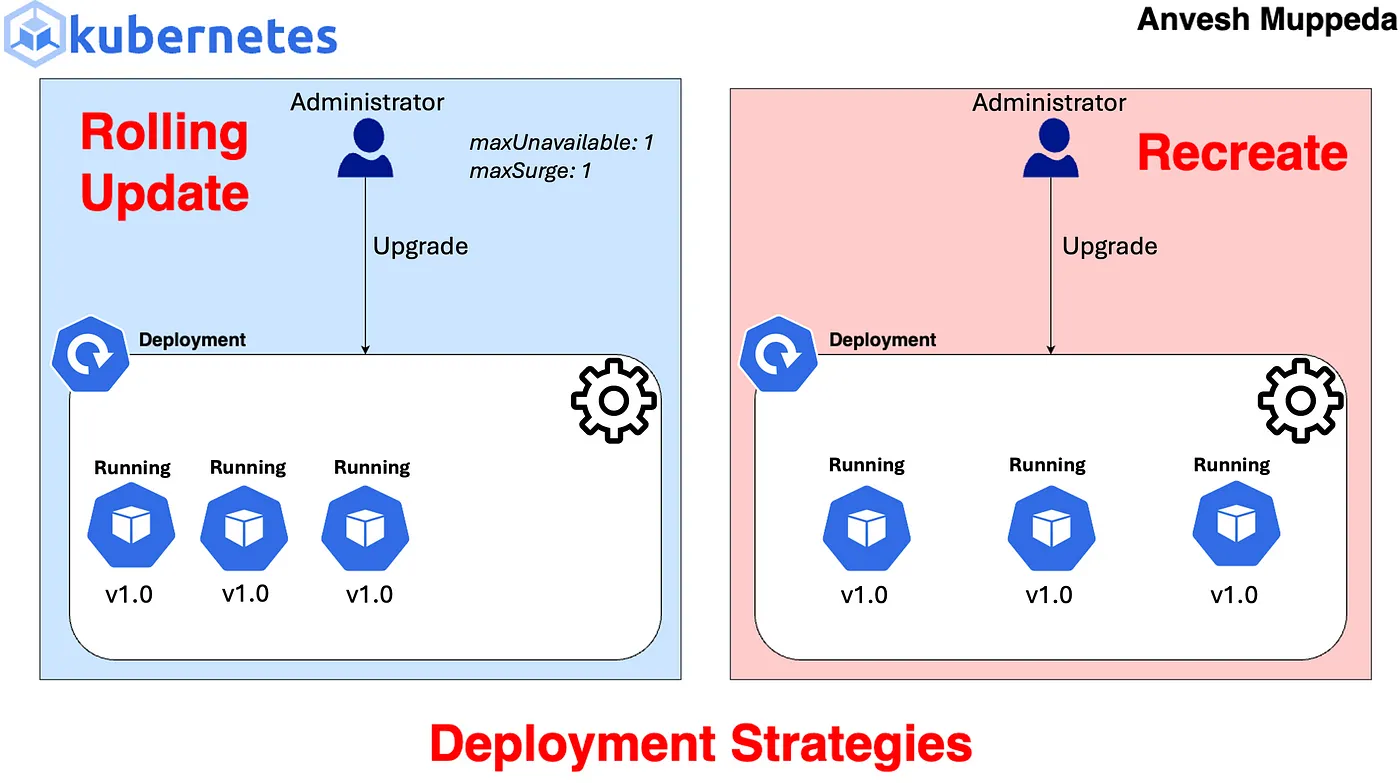 kubernetes
Anvesh Muppeda
Rolling
Update
Administrator
maxUnavailable: 1
maxSurge: 1
Upgrade
Deployment
Running Running Running
v1.0 v1.0 v1.0
Administrator
Recreate
Upgrade
Deployment
Running Running Running
v1.0 v1.0 v1.0
Deployment Strategies